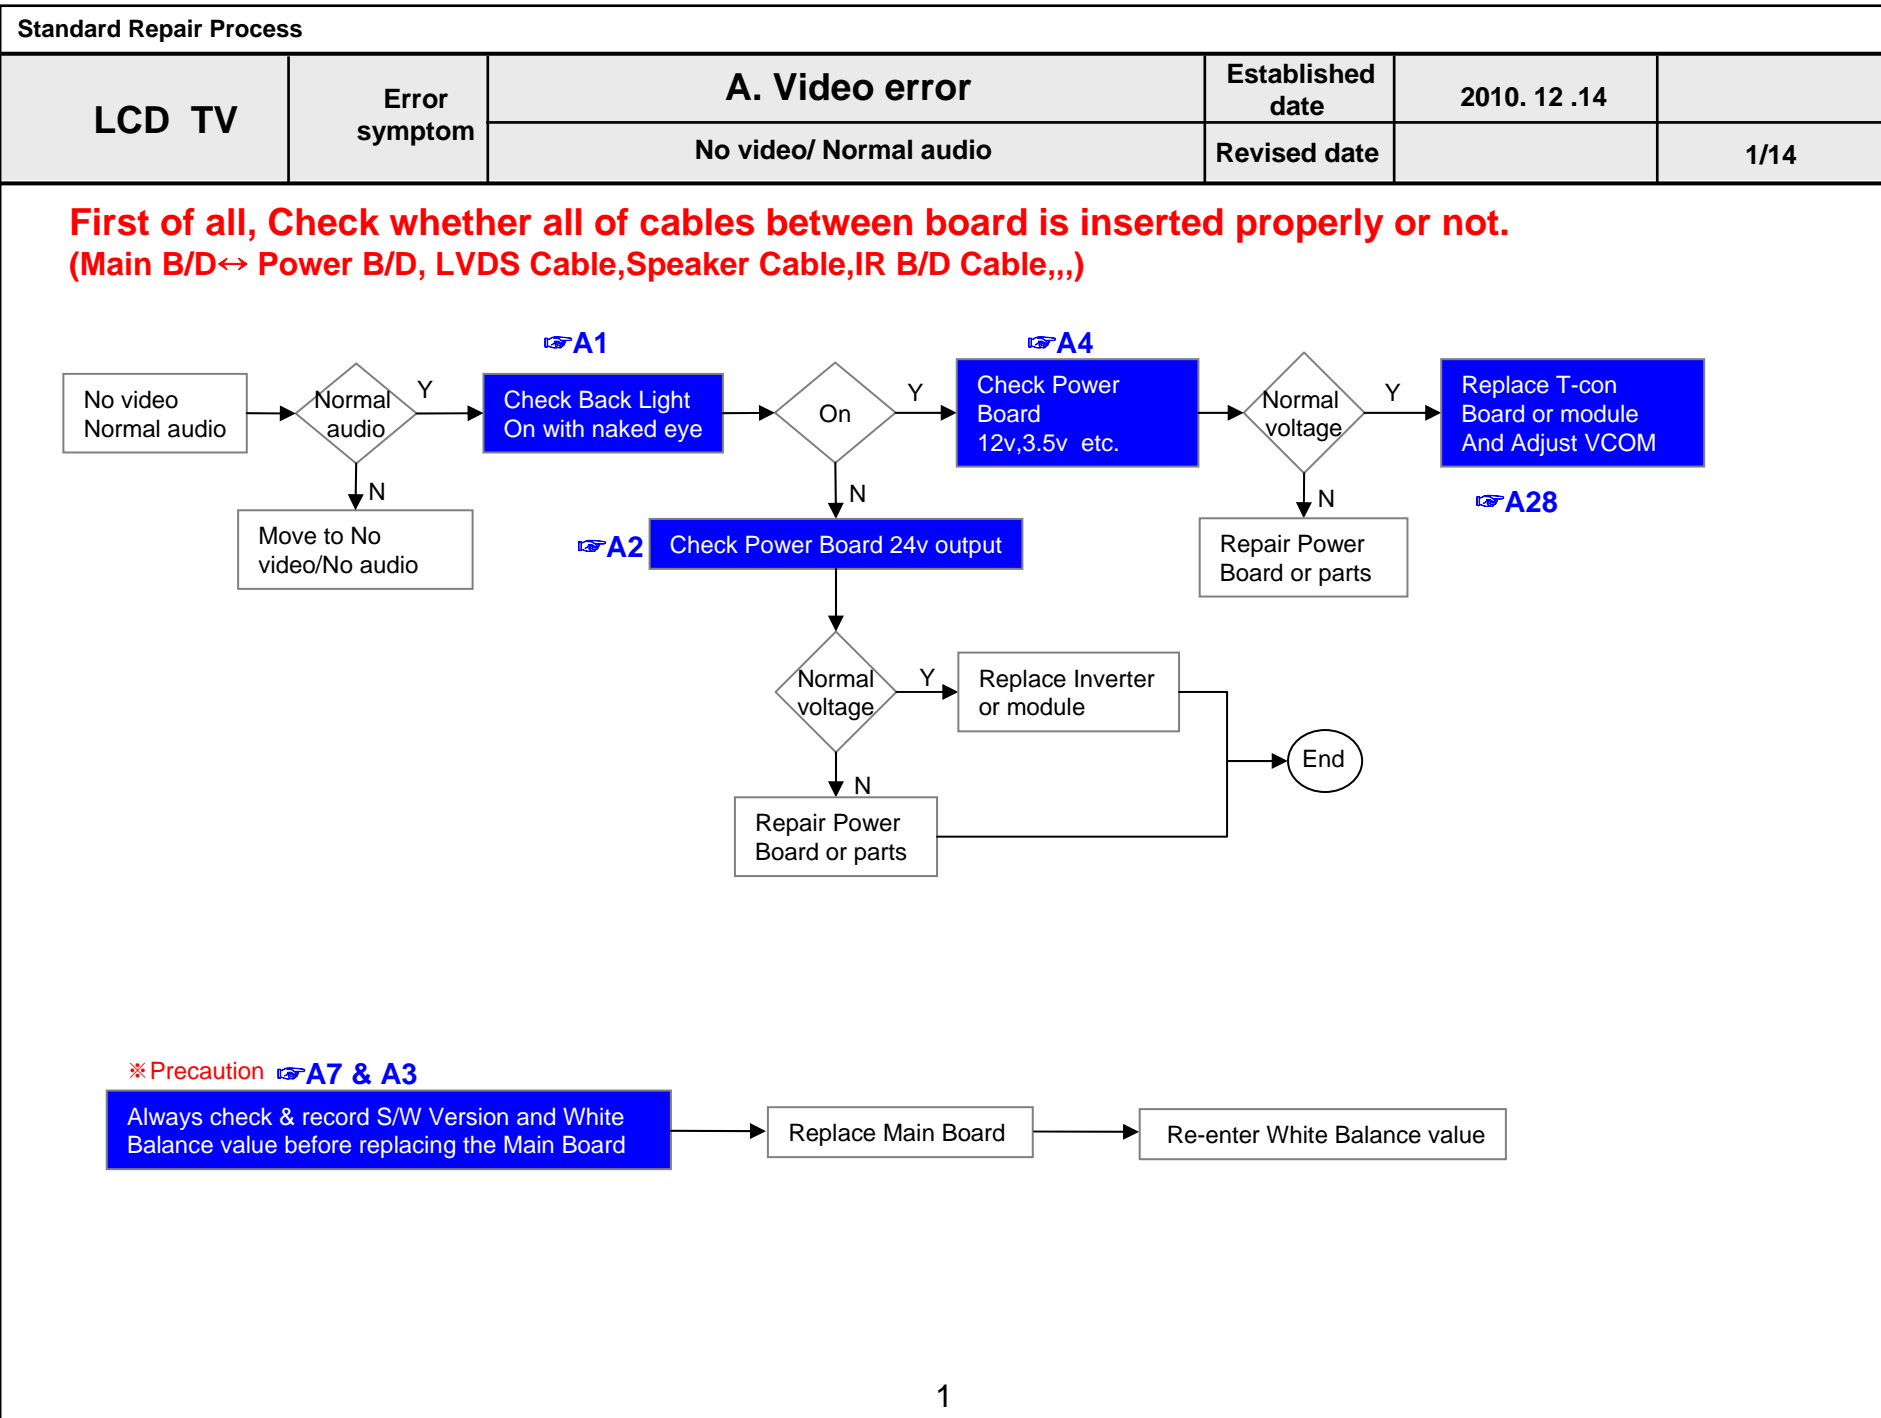 Standard Repair Process
LCD TV
Error
symptom
A. Video error
Established
date
2010. 12 .14
No video/ Normal audio
Revised date
1/14
First of all, Check whether all of cables between board is inserted properly or not.
(Main B/D↔ Power B/D, LVDS Cable,Speaker Cable,IR B/D Cable,,,)
☞A1
☞A4
No video
Normal audio
Normal
audio
Y
Check Back Light
On with naked eye
On
Y
Check Power
Board
12v,3.5v etc.
Normal
voltage
Y
Replace T-con
Board or module
And Adjust VCOM
N
N
N
☞A28
Move to No
video/No audio
☞A2
Check Power Board 24v output
Repair Power
Board or parts
Normal
voltage
Y
Replace Inverter
or module
End
N
Repair Power
Board or parts
※Precaution ☞A7 & A3
Always check & record S/W Version and White
Balance value before replacing the Main Board
Replace Main Board
Re-enter White Balance value
1